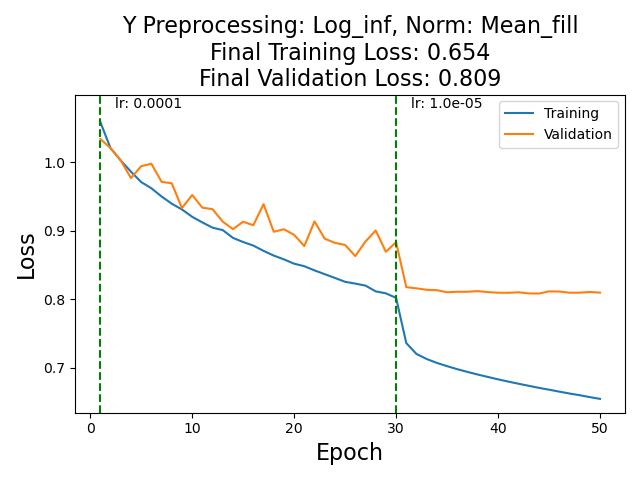 Y Preprocessing: Log_inf, Norm: Mean_fill
Final Training Loss: 0.654
Final Validation Loss: 0.809
lr: 0.0001
lr: 1.0e-05
Training
Validation
1.0
0.9
0.8
0.7
Loss
0
10
20
30
40
50
Epoch